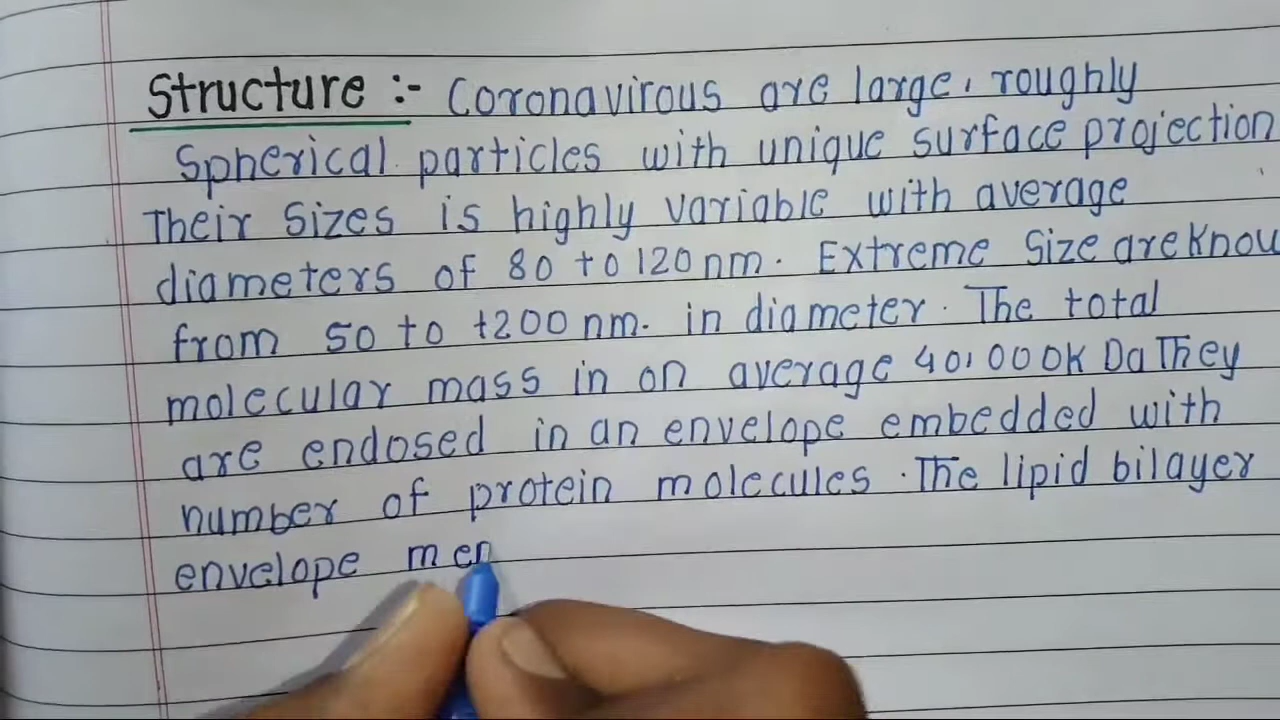 Structure :- Coronavirous are large, roughly
Spherical particles with unique surface projection
Their Sizes is highly variable with average
diameters of 80 to 120 nm. Extreme Size are Know
from 50 to +200 nm. in diameter. The total
molecular mass in on average 40,000K Da They
are endosed in an envelope embedded with
number of protein molecules. The lipid bilayer
envelope mem